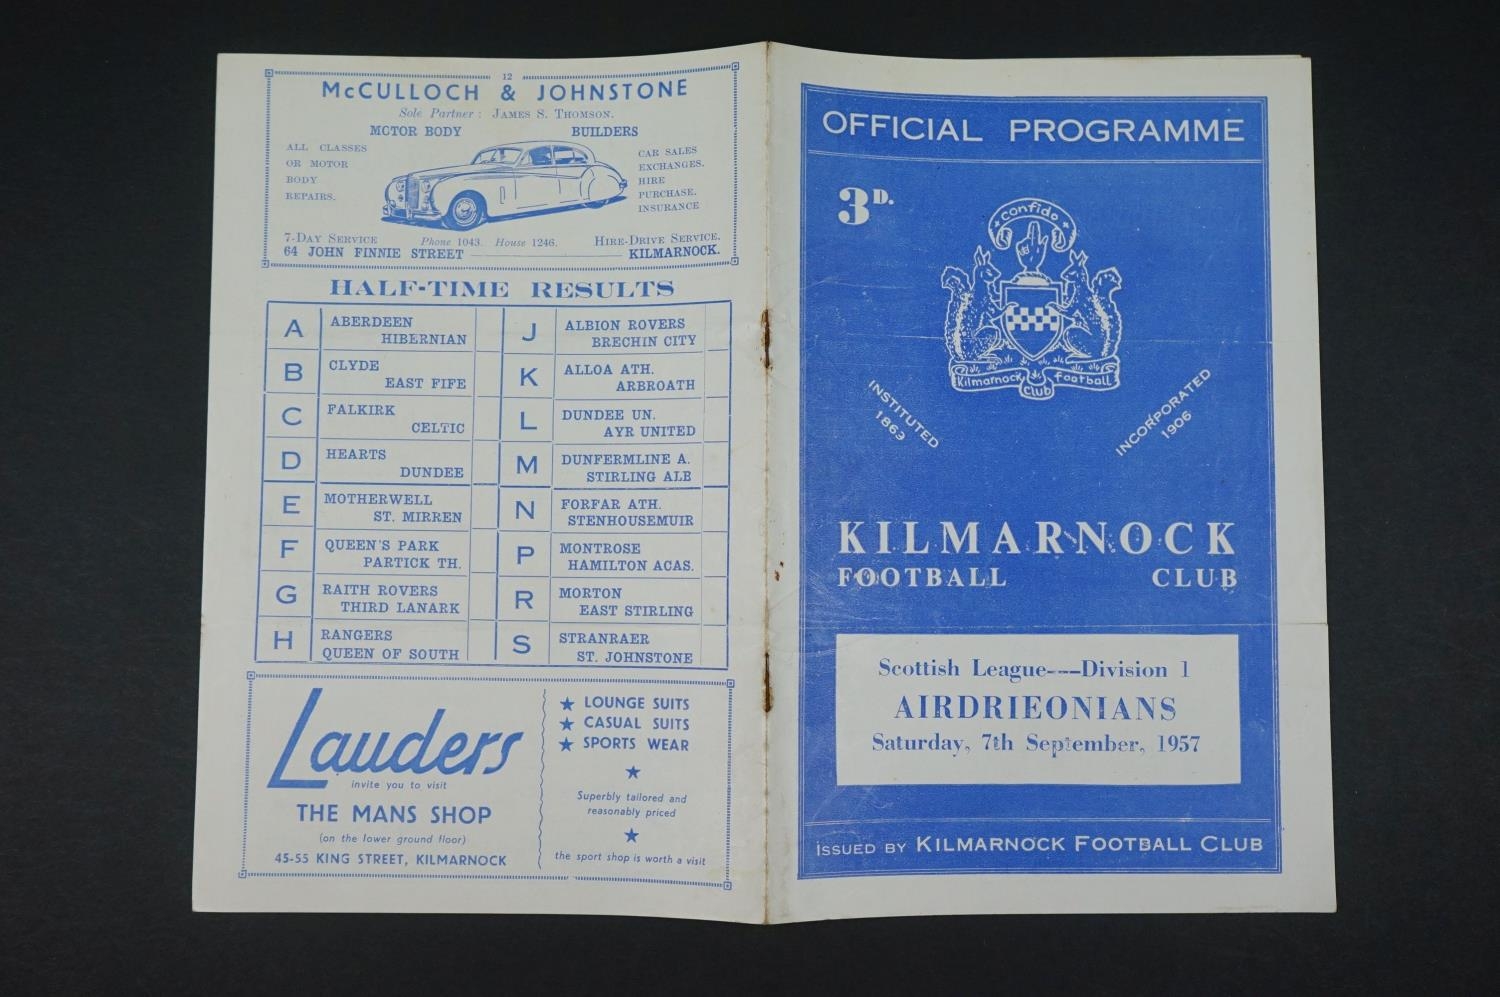 12
McCULLOCH & JOHNSTONE
Sole Partner : JAMES S. THOMSON.
MOTOR BODY BUILDERS
ALL CLASSES
OR MOTOR
BODY
REPAIRS.
CAR SALES
EXCHANGES.
HIRE
PURCHASE.
INSURANCE
7-DAY SERVICE Phone 1043. House 1246. HIRE-DRIVE SERVICE.
64 JOHN FINNIE STREET KILMARNOCK.
HALF-TIME RESULTS
A ABERDEEN
HIBERNIAN
B CLYDE
EAST FIFE
C FALKIRK
CELTIC
D HEARTS
DUNDEE
E MOTHERWELL
ST. MIRREN
F QUEEN'S PARK
PARTICK TH.
G RAITH ROVERS
THIRD LANARK
H RANGERS
QUEEN OF SOUTH
J ALBION ROVERS
BRECHIN CITY
K ALLOA ATH.
ARBROATH
L DUNDEE UN.
AYR UNITED
M DUNFERMLINE A.
STIRLING ALB
N FORFAR ATH.
STENHOUSEMUIR
P MONTROSE
HAMILTON ACAS.
R MORTON
EAST STIRLING
S STRANRAER
ST. JOHNSTONE
Lauders
invite you to visit
THE MANS SHOP
(on the lower ground floor)
45-55 KING STREET, KILMARNOCK
★ LOUNGE SUITS
★ CASUAL SUITS
★ SPORTS WEAR
★
Superbly tailored and
reasonably priced
★
the sport shop is worth a visit
OFFICIAL PROGRAMME
3D.
Confido
Kilmarnock Football
Club
INSTITUTED
1869
INCORPORATED
1906
KILMARNOCK
FOOTBALL CLUB
Scottish League----Division 1
AIRDRIEONIANS
Saturday, 7th September, 1957
ISSUED BY KILMARNOCK FOOTBALL CLUB